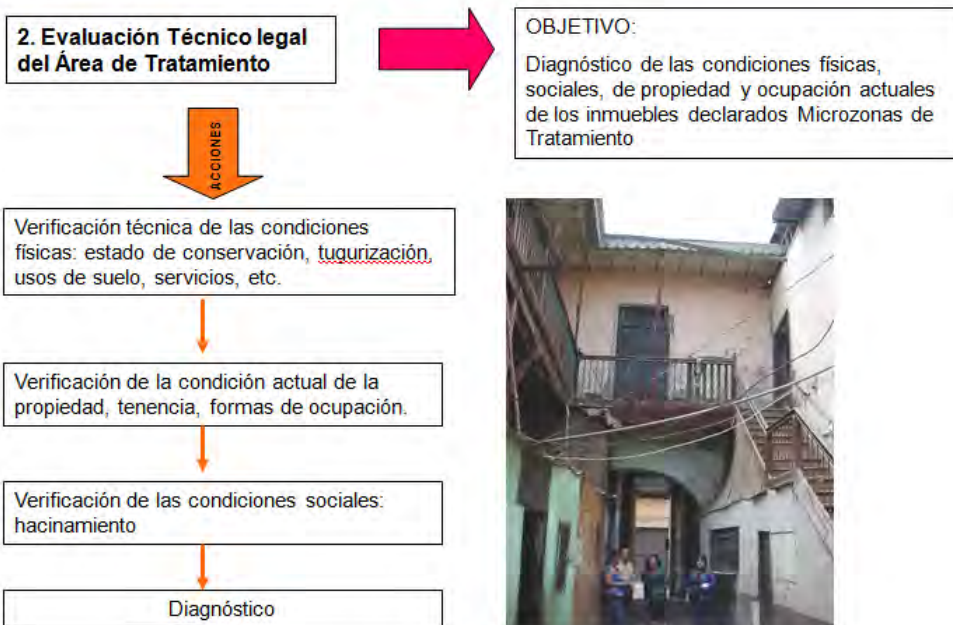 2. Evaluación Técnico legal
del Área de Tratamiento
OBJETIVO:
Diagnóstico de las condiciones físicas,
sociales, de propiedad y ocupación actuales
de los inmuebles declarados Microzonas de
Tratamiento
ACCIONES
Verificación técnica de las condiciones
físicas: estado de conservación, tugurización,
usos de suelo, servicios, etc.
Verificación de la condición actual de la
propiedad, tenencia, formas de ocupación.
Verificación de las condiciones sociales:
hacinamiento
Diagnóstico